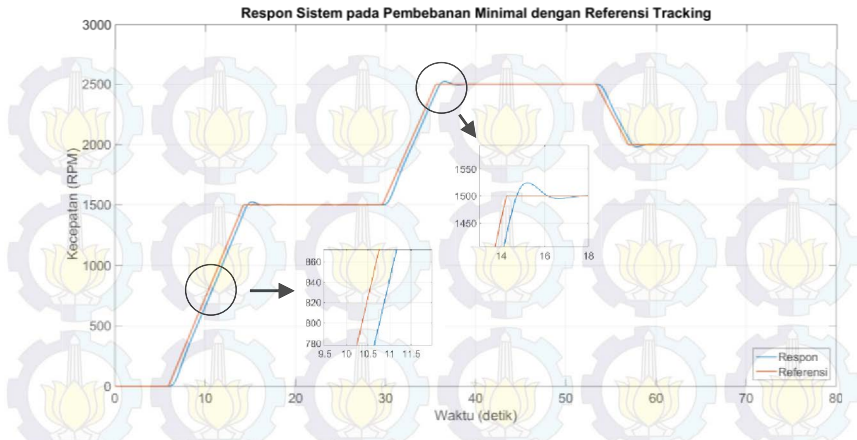 Respon Sistem pada Pembebanan Minimal dengan Referensi Tracking
3000
2500
2000
1500
1000
500
0
Kecepatan (RPM)
1550
1500
1450
14 16 18
860
840
820
800
780
9.5 10 10.5 11 11.5
Respon
Referensi
0 10 20 30 40 50 60 70 80
Waktu (detik)